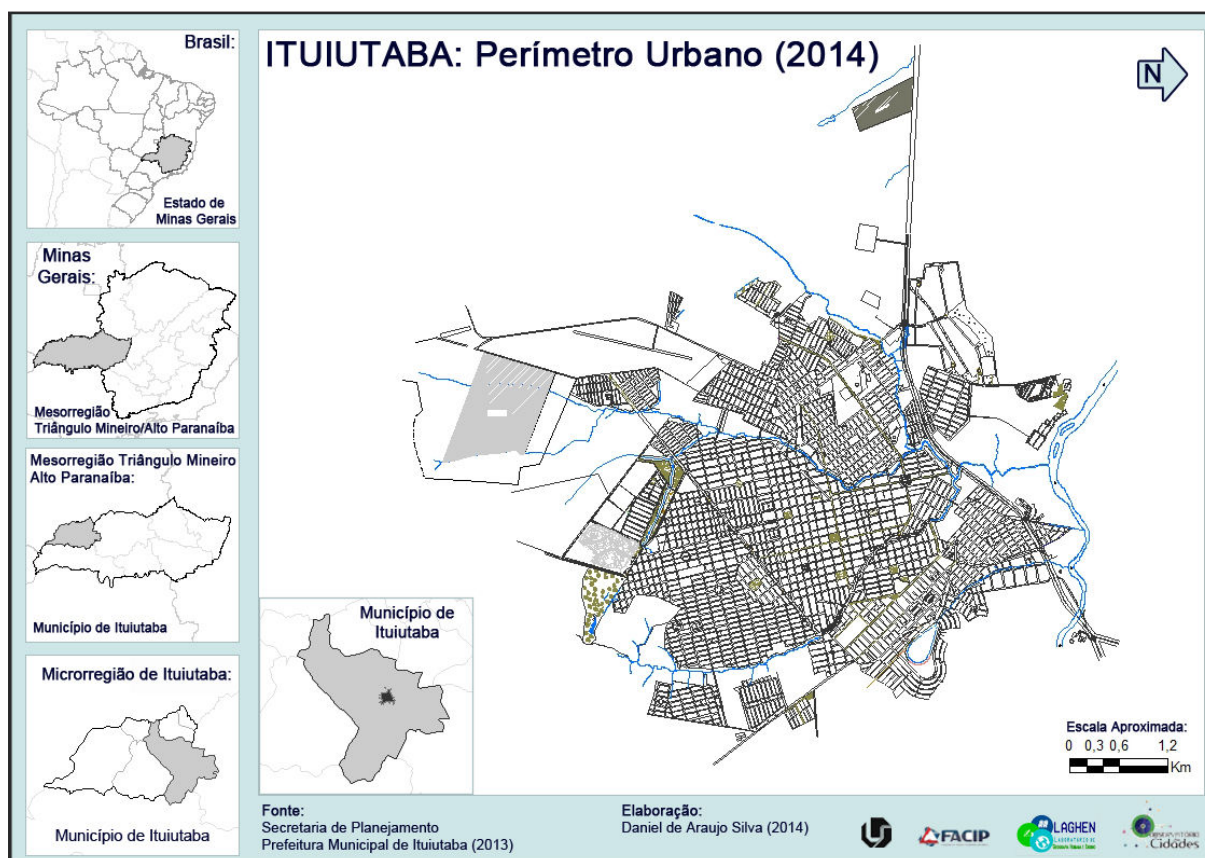 Brasil:
Estado de
Minas Gerais
ITUIUTABA: Perímetro Urbano (2014)
N
Minas
Gerais:
Mesorregião
Triângulo Mineiro/Alto Paranaíba
Mesorregião Triângulo Mineiro
Alto Paranaíba:
Município de Ituiutaba
Microrregião de Ituiutaba:
Município de Ituiutaba
Município de
Ituiutaba
Escala Aproximada:
0 0,3 0,6 1,2
Km
Fonte:
Secretaria de Planejamento
Prefeitura Municipal de Ituiutaba (2013)
Elaboração:
Daniel de Araujo Silva (2014)
FACIP
LAGHEN
OBSERVATÓRIO
Cidades